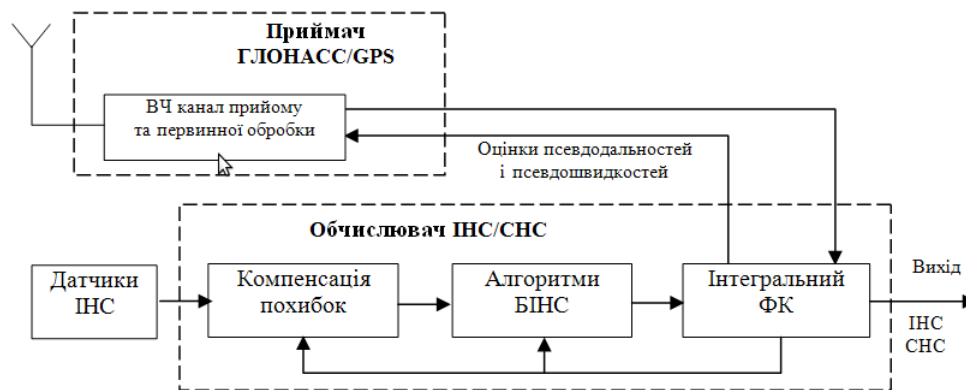 Приймач
ГЛОНАСС/GPS
ВЧ канал прийому
та первинної обробки
Оцінки псевдодальностей
і псевдошвидкостей
Обчислювач ІНС/СНС
Датчики
ІНС
Компенсація
похибок
Алгоритми
БІНС
Інтегральний
ФК
Вихід
ІНС
СНС